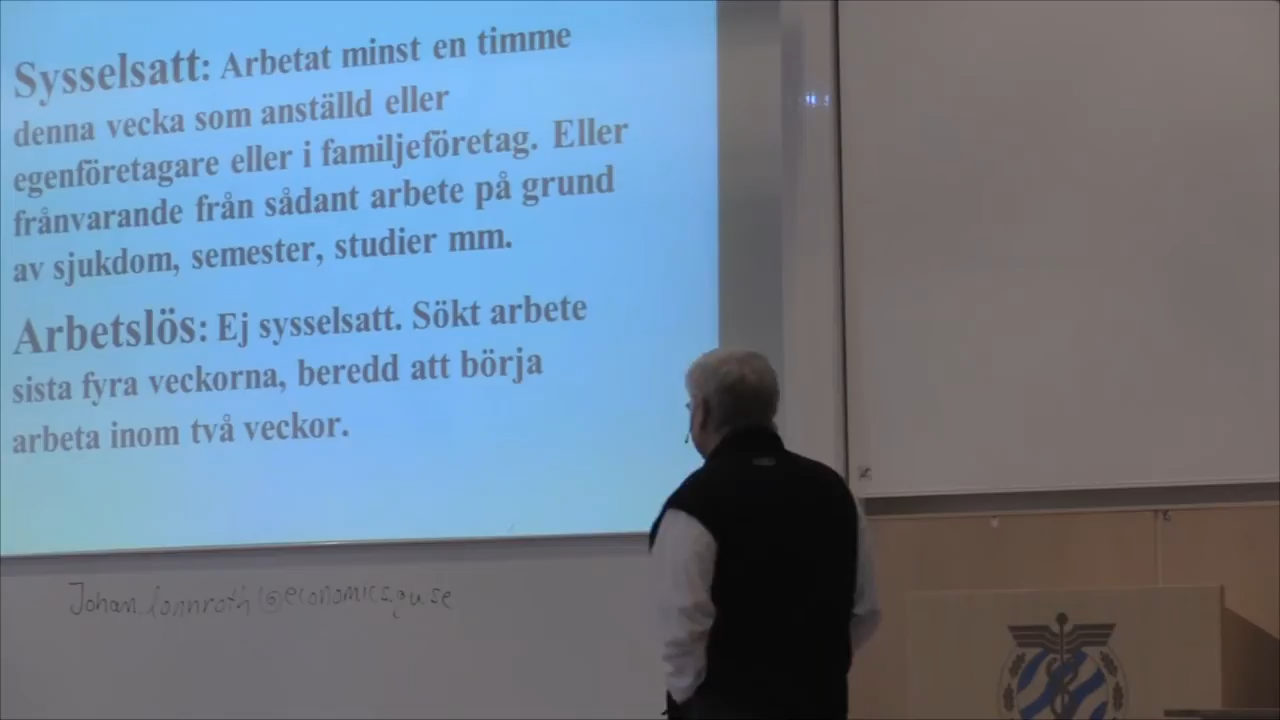 Sysselsatt: Arbetat minst en timme
denna vecka som anställd eller
egenföretagare eller i familjeföretag. Eller
frånvarande från sådant arbete på grund
av sjukdom, semester, studier mm.
Arbetslös: Ej sysselsatt. Sökt arbete
sista fyra veckorna, beredd att börja
arbeta inom två veckor.
Johan.lonnroth@economics.gu.se